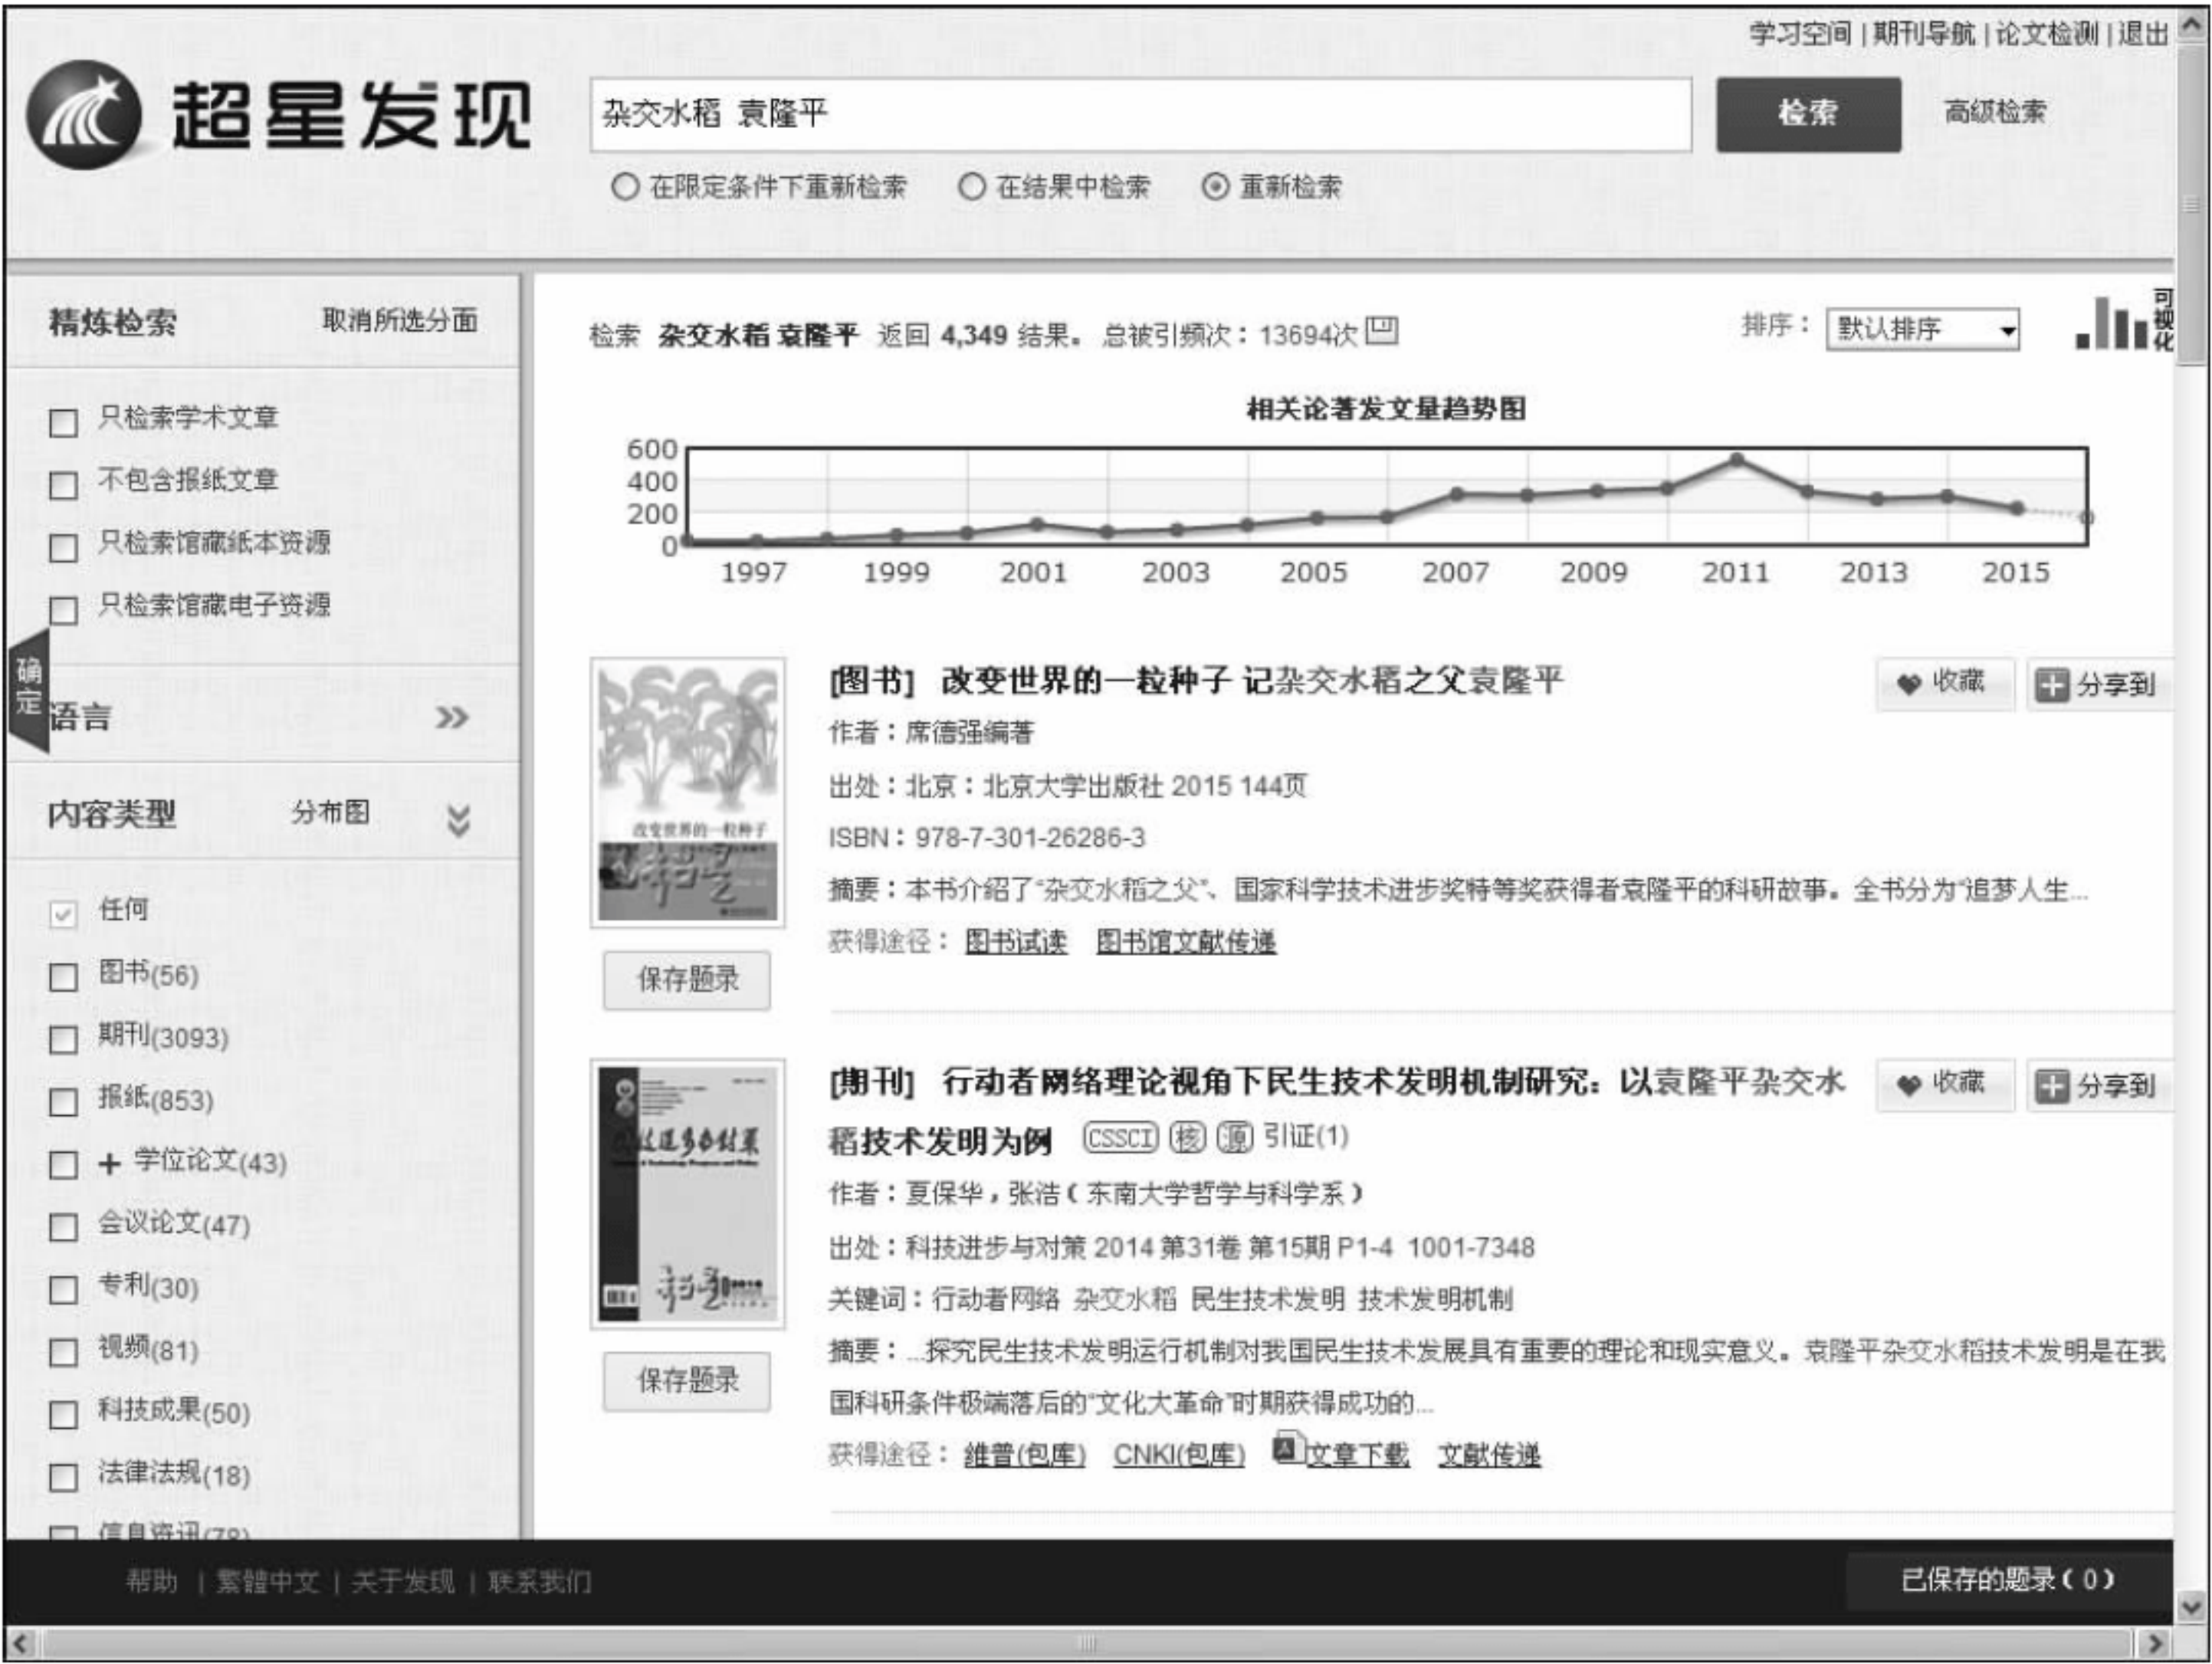 学习空间 | 期刊导航 | 论文检测 | 退出
超星发现
杂交水稻 袁隆平
检索
高级检索
在限定条件下重新检索 在结果中检索 重新检索
精炼检索 取消所选分面
只检索学术文章
不包含报纸文章
只检索馆藏纸本资源
只检索馆藏电子资源
确定
语言
内容类型 分布图
任何
图书(56)
期刊(3093)
报纸(853)
+ 学位论文(43)
会议论文(47)
专利(30)
视频(81)
科技成果(50)
法律法规(18)
信息资讯(78)
检索 杂交水稻 袁隆平 返回 4,349 结果。 总被引频次：13694次
排序： 默认排序
可视化
相关论著发文量趋势图
600
400
200
0
1997 1999 2001 2003 2005 2007 2009 2011 2013 2015
[图书] 改变世界的一粒种子 记杂交水稻之父袁隆平
收藏 分享到
作者：席德强编著
出处：北京：北京大学出版社 2015 144页
ISBN：978-7-301-26286-3
摘要：本书介绍了“杂交水稻之父”、国家科学技术进步奖特等奖获得者袁隆平的科研故事。全书分为“追梦人生...
获得途径： 图书试读 图书馆文献传递
改变世界的一粒种子
保存题录
[期刊] 行动者网络理论视角下民生技术发明机制研究：以袁隆平杂交水
稻技术发明为例 CSSCI 核 源 引证(1)
收藏 分享到
作者：夏保华，张浩（东南大学哲学与科学系）
出处：科技进步与对策 2014 第31卷 第15期 P1-4 1001-7348
关键词：行动者网络 杂交水稻 民生技术发明 技术发明机制
摘要：...探究民生技术发明运行机制对我国民生技术发展具有重要的理论和现实意义。袁隆平杂交水稻技术发明是在我
国科研条件极端落后的“文化大革命”时期获得成功的...
获得途径： 维普(包库) CNKI(包库) 文章下载 文献传递
保存题录
帮助 | 繁體中文 | 关于发现 | 联系我们
已保存的题录（0）